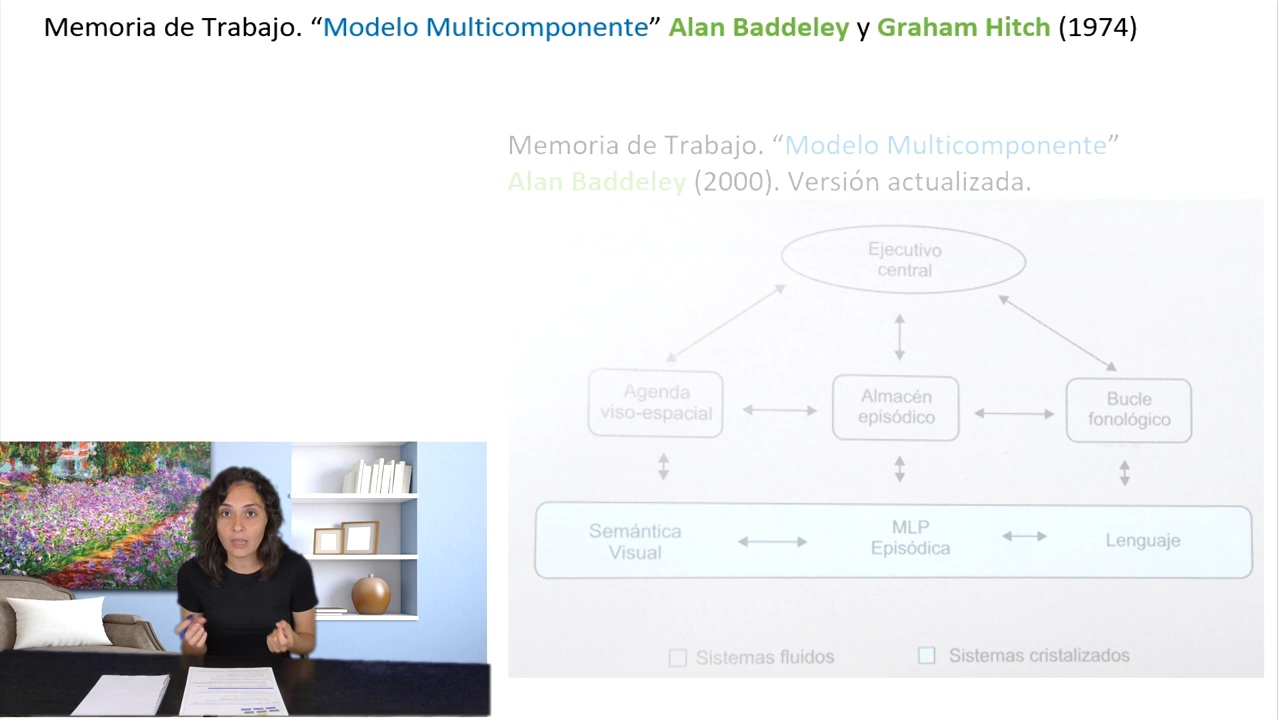 Memoria de Trabajo. “Modelo Multicomponente” Alan Baddeley y Graham Hitch (1974)
Memoria de Trabajo. “Modelo Multicomponente”
Alan Baddeley (2000). Versión actualizada.
Ejecutivo
central
Agenda
viso-espacial
Almacén
episódico
Bucle
fonológico
Semántica
Visual
MLP
Episódica
Lenguaje
Sistemas fluidos
Sistemas cristalizados